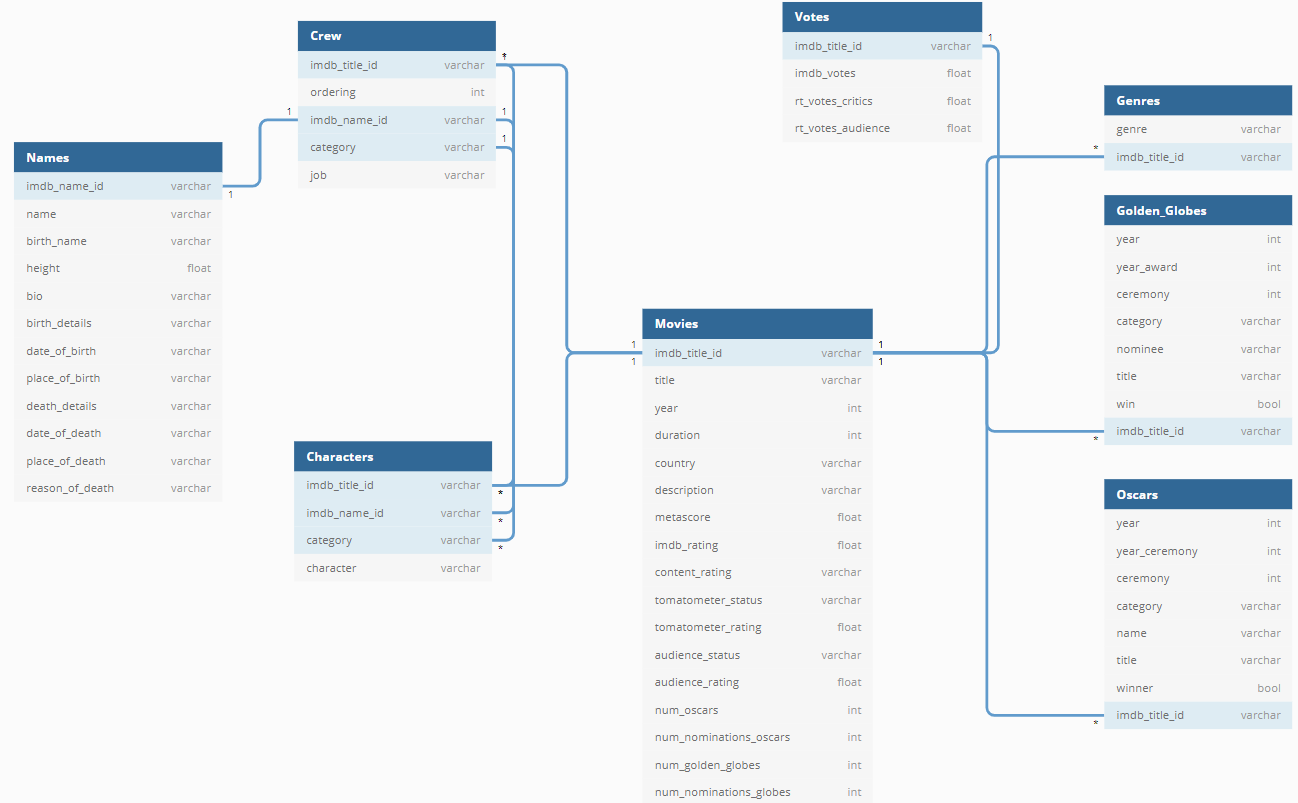 Crew
imdb_title_id varchar
ordering int
imdb_name_id varchar
category varchar
job varchar
* 
1
1
1
Names
imdb_name_id varchar
name varchar
birth_name varchar
height float
bio varchar
birth_details varchar
date_of_birth varchar
place_of_birth varchar
death_details varchar
date_of_death varchar
place_of_death varchar
reason_of_death varchar
1
Characters
imdb_title_id varchar
imdb_name_id varchar
category varchar
character varchar
*
*
*
Votes
imdb_title_id varchar
imdb_votes float
rt_votes_critics float
rt_votes_audience float
1
Movies
imdb_title_id varchar
title varchar
year int
duration int
country varchar
description varchar
metascore float
imdb_rating float
content_rating varchar
tomatometer_status varchar
tomatometer_rating float
audience_status varchar
audience_rating float
num_oscars int
num_nominations_oscars int
num_golden_globes int
num_nominations_globes int
1
1
1
1
Genres
genre varchar
imdb_title_id varchar
*
Golden_Globes
year int
year_award int
ceremony int
category varchar
nominee varchar
title varchar
win bool
imdb_title_id varchar
*
Oscars
year int
year_ceremony int
ceremony int
category varchar
name varchar
title varchar
winner bool
imdb_title_id varchar
*